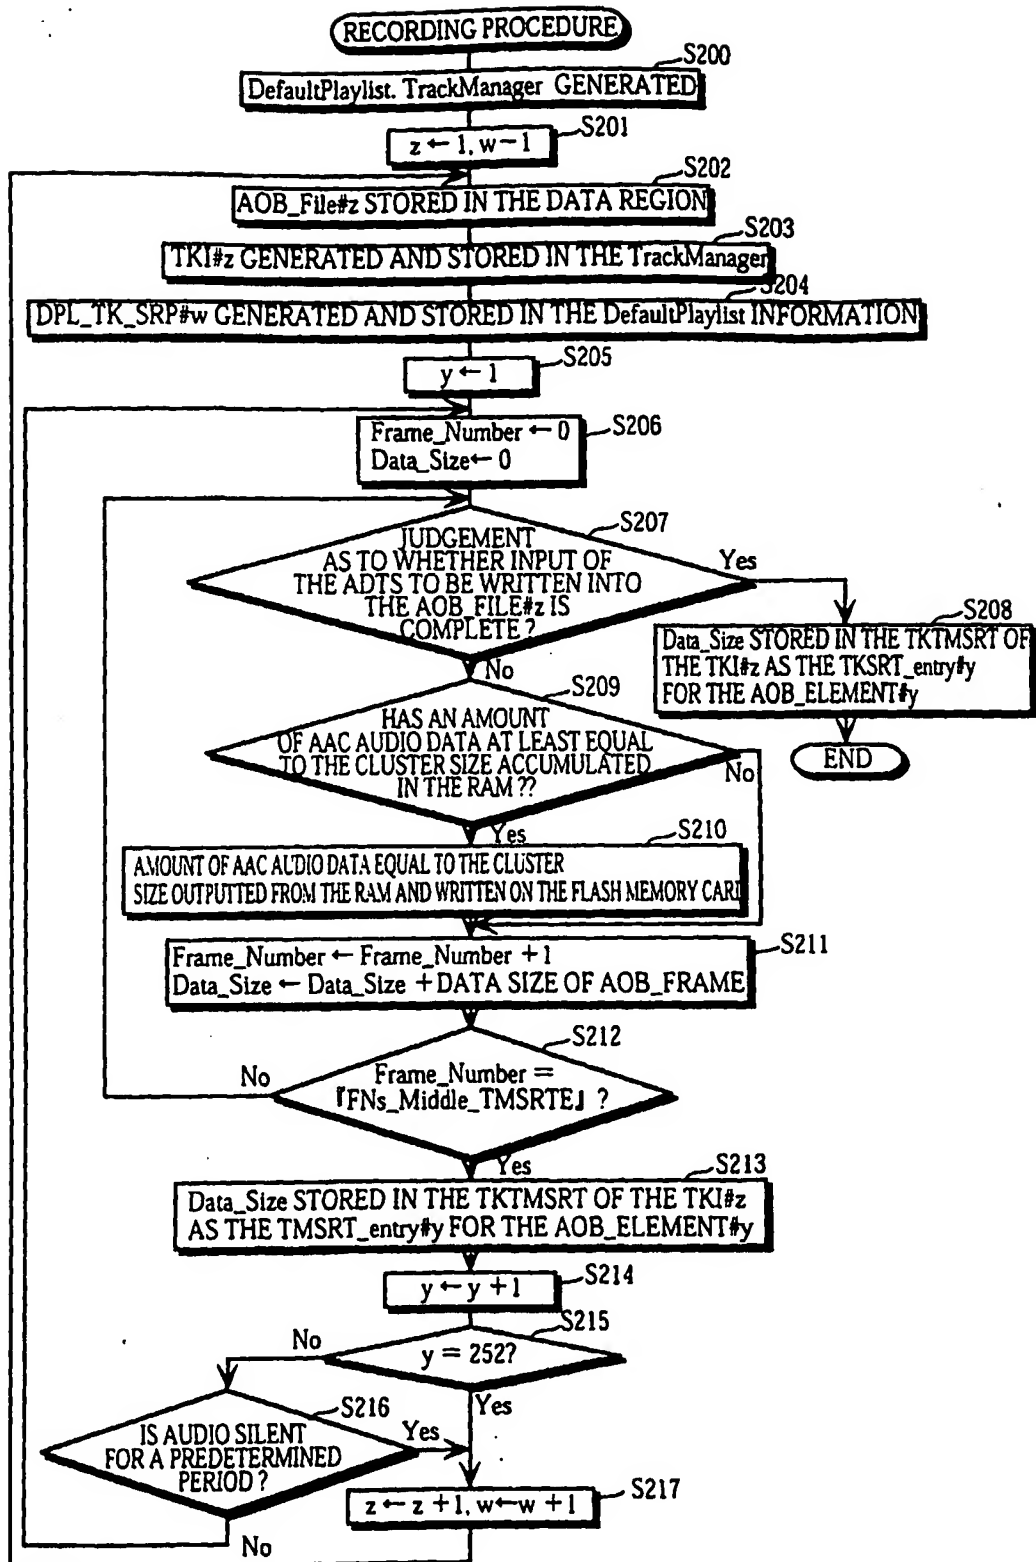 RECORDING PROCEDURE
S200
DefaultPlaylist. TrackManager GENERATED
S201
z ← 1, w−1
S202
AOB_File#z STORED IN THE DATA REGION
S203
TKI#z GENERATED AND STORED IN THE TrackManager
S204
DPL_TK_SRP#w GENERATED AND STORED IN THE DefaultPlaylist INFORMATION
S205
y ← 1
S206
Frame_Number ← 0
Data_Size ← 0
S207
JUDGEMENT
AS TO WHETHER INPUT OF
THE ADTS TO BE WRITTEN INTO
THE AOB_FILE#z IS
COMPLETE ?
Yes
No
S208
Data_Size STORED IN THE TKTMSRT OF
THE TKI#z AS THE TKSRT_entry#y
FOR THE AOB_ELEMENT#y
END
S209
HAS AN AMOUNT
OF AAC AUDIO DATA AT LEAST EQUAL
TO THE CLUSTER SIZE ACCUMULATED
IN THE RAM ??
No
Yes
S210
AMOUNT OF AAC AUDIO DATA EQUAL TO THE CLUSTER
SIZE OUTPUTTED FROM THE RAM AND WRITTEN ON THE FLASH MEMORY CARD
S211
Frame_Number ← Frame_Number +1
Data_Size ← Data_Size + DATA SIZE OF AOB_FRAME
S212
Frame_Number =
『FNs_Middle_TMSRTE』 ?
No
Yes
S213
Data_Size STORED IN THE TKTMSRT OF THE TKI#z
AS THE TMSRT_entry#y FOR THE AOB_ELEMENT#y
S214
y ← y +1
S215
y = 252?
No
Yes
S216
IS AUDIO SILENT
FOR A PREDETERMINED
PERIOD ?
Yes
No
S217
z ← z +1, w←w +1